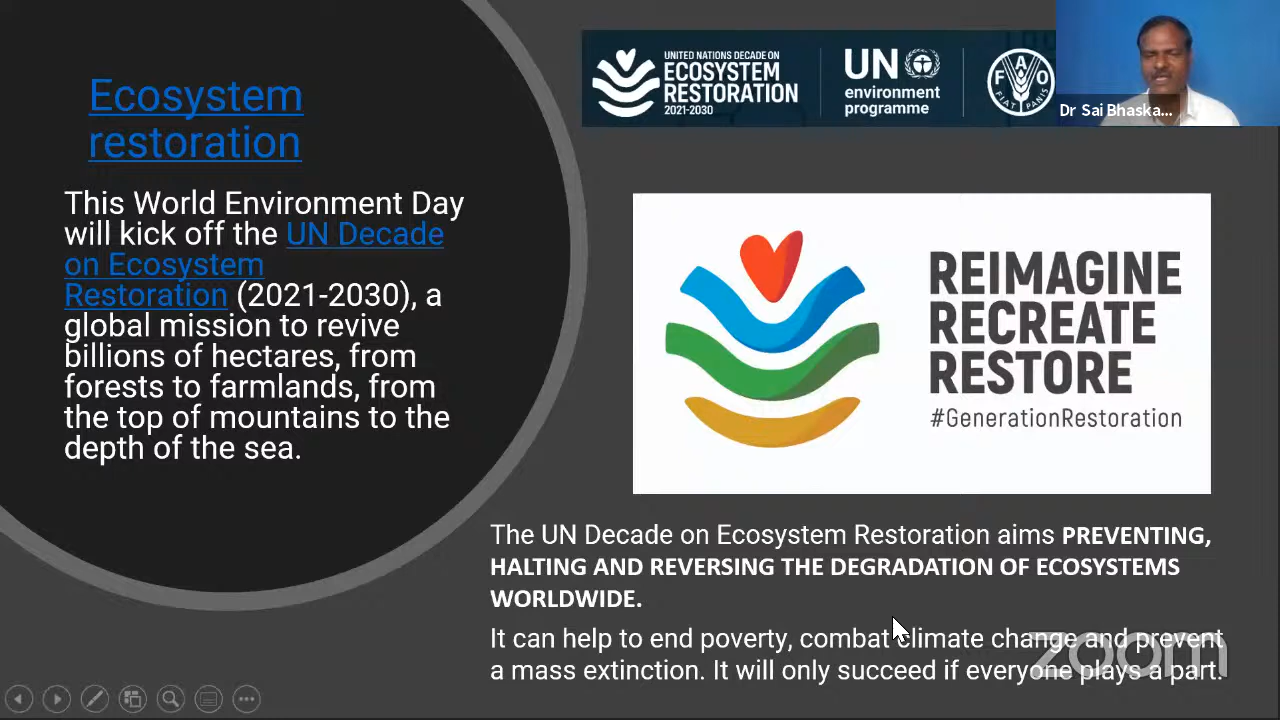 Ecosystem
restoration
This World Environment Day
will kick off the UN Decade
on Ecosystem
Restoration (2021-2030), a
global mission to revive
billions of hectares, from
forests to farmlands, from
the top of mountains to the
depth of the sea.
UNITED NATIONS DECADE ON
ECOSYSTEM
RESTORATION
2021-2030
UN
environment
programme
FAO
FIAT PANIS
Dr Sai Bhaska...
REIMAGINE
RECREATE
RESTORE
#GenerationRestoration
The UN Decade on Ecosystem Restoration aims PREVENTING,
HALTING AND REVERSING THE DEGRADATION OF ECOSYSTEMS
WORLDWIDE.
It can help to end poverty, combat climate change and prevent
a mass extinction. It will only succeed if everyone plays a part.
zoom